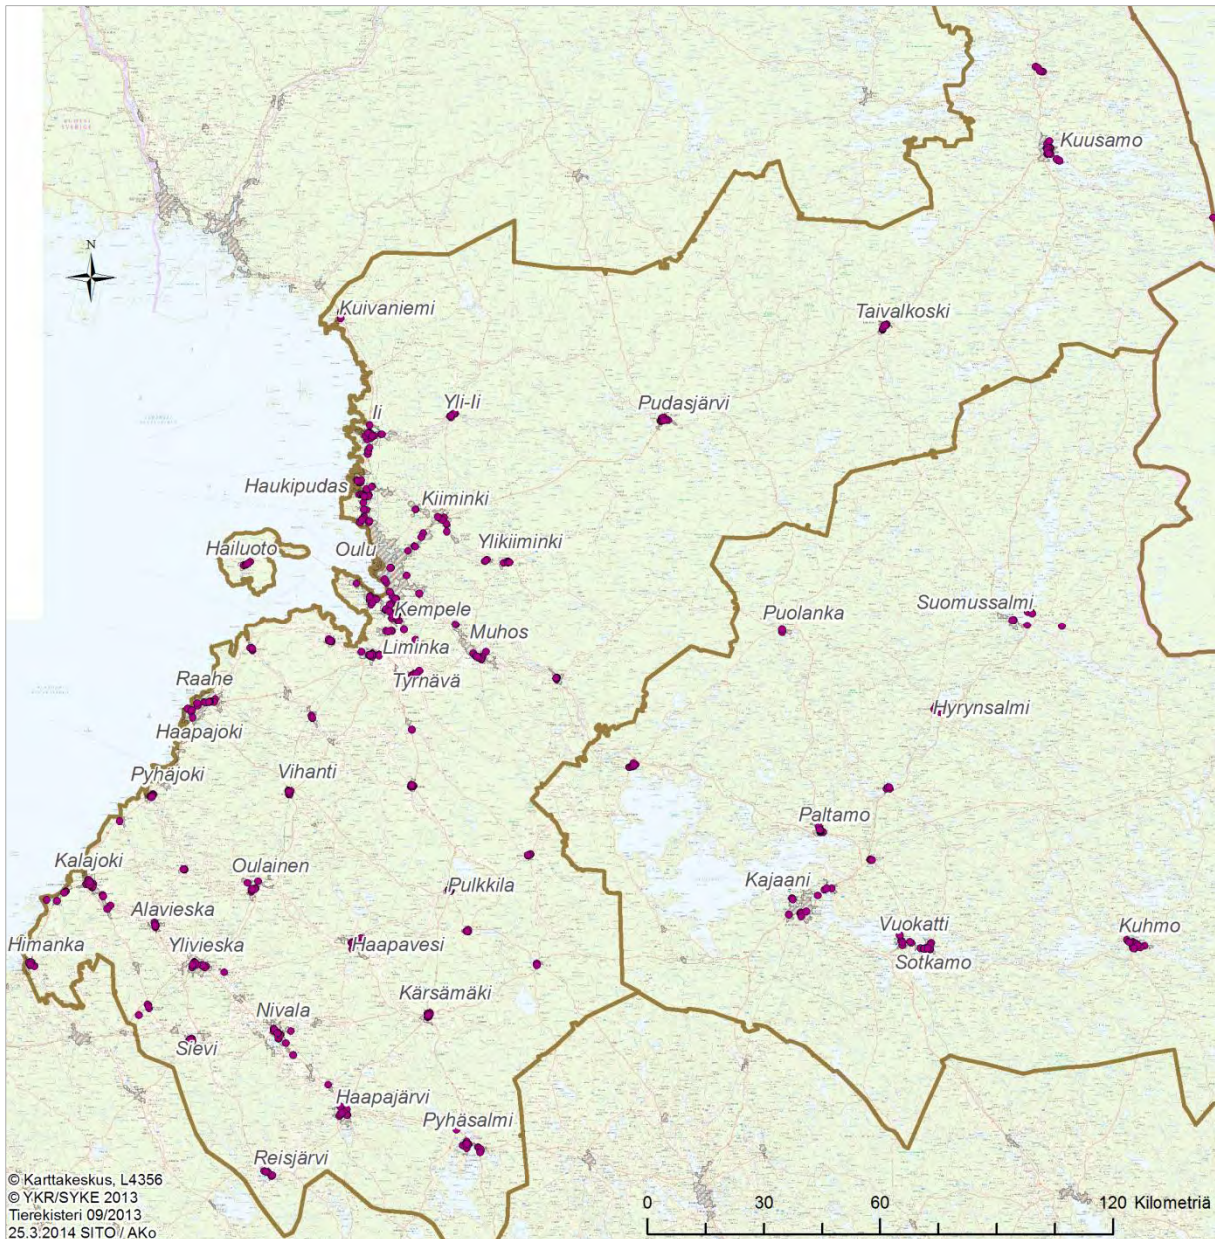 Kuusamo
N
Kuivaniemi
Taivalkoski
Ii
Yli-Ii
Pudasjärvi
Haukipudas
Kiiminki
Hailuoto
Oulu
Ylikiiminki
Kempele
Puolanka
Suomussalmi
Liminka
Muhos
Tyrnävä
Raahe
Haapajoki
Hyrynsalmi
Pyhäjoki
Vihanti
Paltamo
Kalajoki
Oulainen
Pulkkila
Kajaani
Alavieska
Himanka
Ylivieska
Haapavesi
Vuokatti
Kuhmo
Sotkamo
Kärsämäki
Nivala
Sievi
Haapajärvi
Pyhäsalmi
Reisjärvi
© Karttakeskus, L4356
© YKR/SYKE 2013
Tierekisteri 09/2013
25.3.2014 SITO / AKo
0 30 60 120 Kilometriä